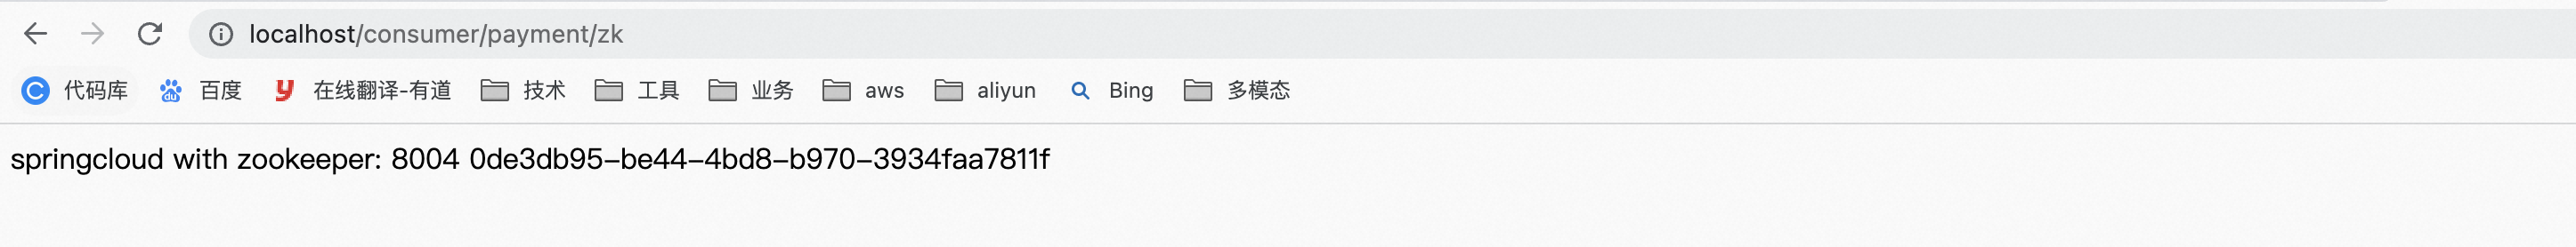 localhost/consumer/payment/zk
代码库 百度 在线翻译-有道 技术 工具 业务 aws aliyun Bing 多模态
springcloud with zookeeper: 8004 0de3db95-be44-4bd8-b970-3934faa7811f